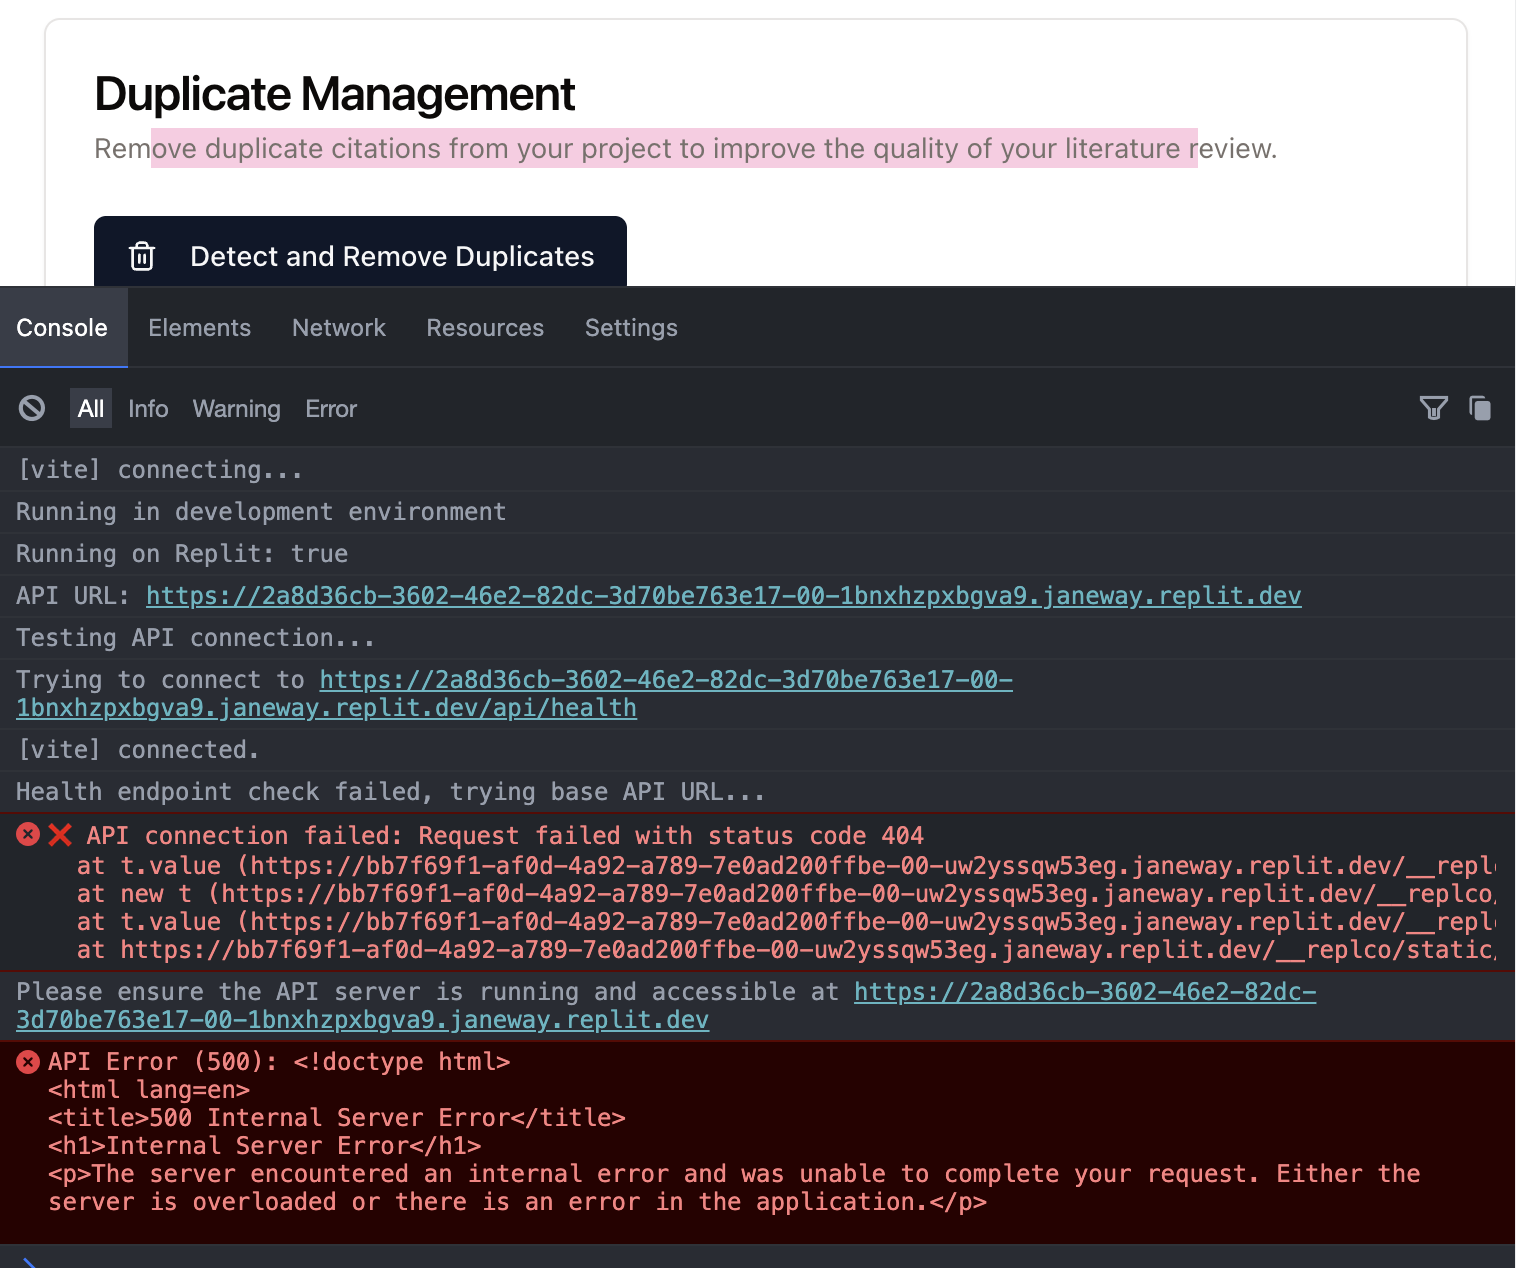 Duplicate Management
Remove duplicate citations from your project to improve the quality of your literature review.
Detect and Remove Duplicates
Console Elements Network Resources Settings
All Info Warning Error
[vite] connecting...
Running in development environment
Running on Replit: true
API URL: https://2a8d36cb-3602-46e2-82dc-3d70be763e17-00-1bnxhzpxbgva9.janeway.replit.dev
Testing API connection...
Trying to connect to https://2a8d36cb-3602-46e2-82dc-3d70be763e17-00-
1bnxhzpxbgva9.janeway.replit.dev/api/health
[vite] connected.
Health endpoint check failed, trying base API URL...
❌ API connection failed: Request failed with status code 404
at t.value (https://bb7f69f1-af0d-4a92-a789-7e0ad200ffbe-00-uw2yssqw53eg.janeway.replit.dev/__repl
at new t (https://bb7f69f1-af0d-4a92-a789-7e0ad200ffbe-00-uw2yssqw53eg.janeway.replit.dev/__replco/
at t.value (https://bb7f69f1-af0d-4a92-a789-7e0ad200ffbe-00-uw2yssqw53eg.janeway.replit.dev/__repl
at https://bb7f69f1-af0d-4a92-a789-7e0ad200ffbe-00-uw2yssqw53eg.janeway.replit.dev/__replco/static/
Please ensure the API server is running and accessible at https://2a8d36cb-3602-46e2-82dc-
3d70be763e17-00-1bnxhzpxbgva9.janeway.replit.dev
API Error (500): <!doctype html>
<html lang=en>
<title>500 Internal Server Error</title>
<h1>Internal Server Error</h1>
<p>The server encountered an internal error and was unable to complete your request. Either the
server is overloaded or there is an error in the application.</p>